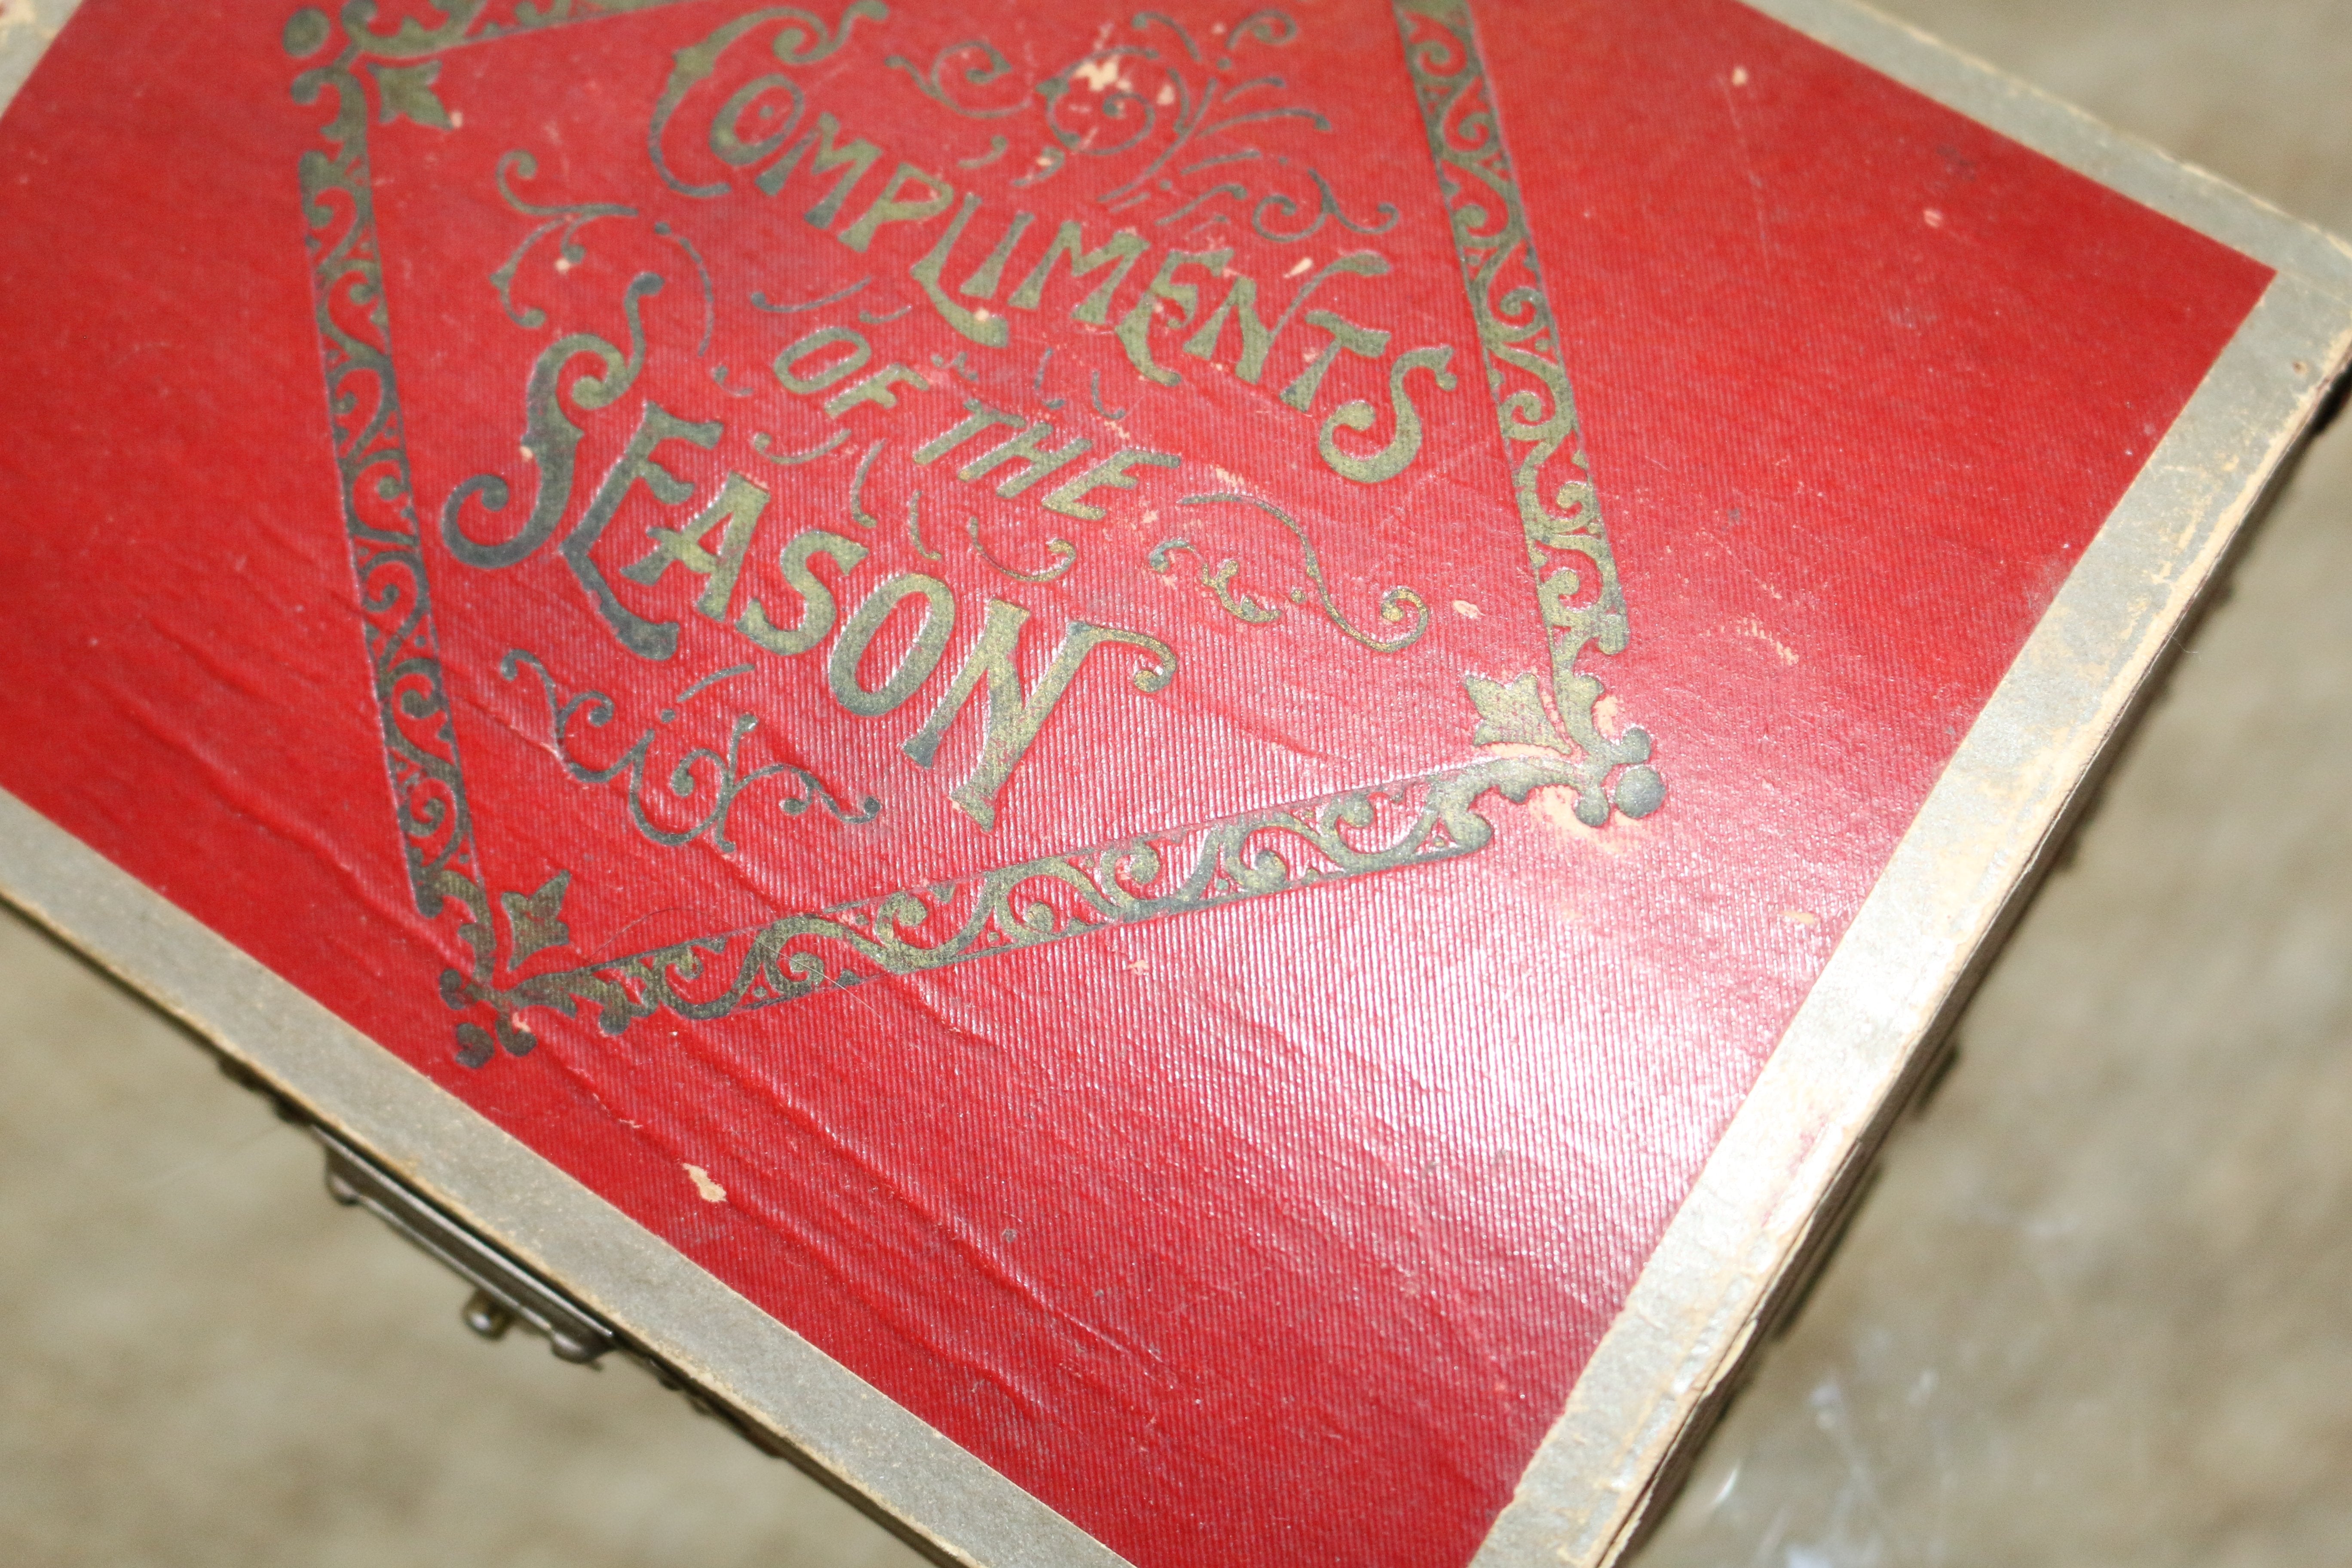 COMPLIMENTS
OF THE
SEASON